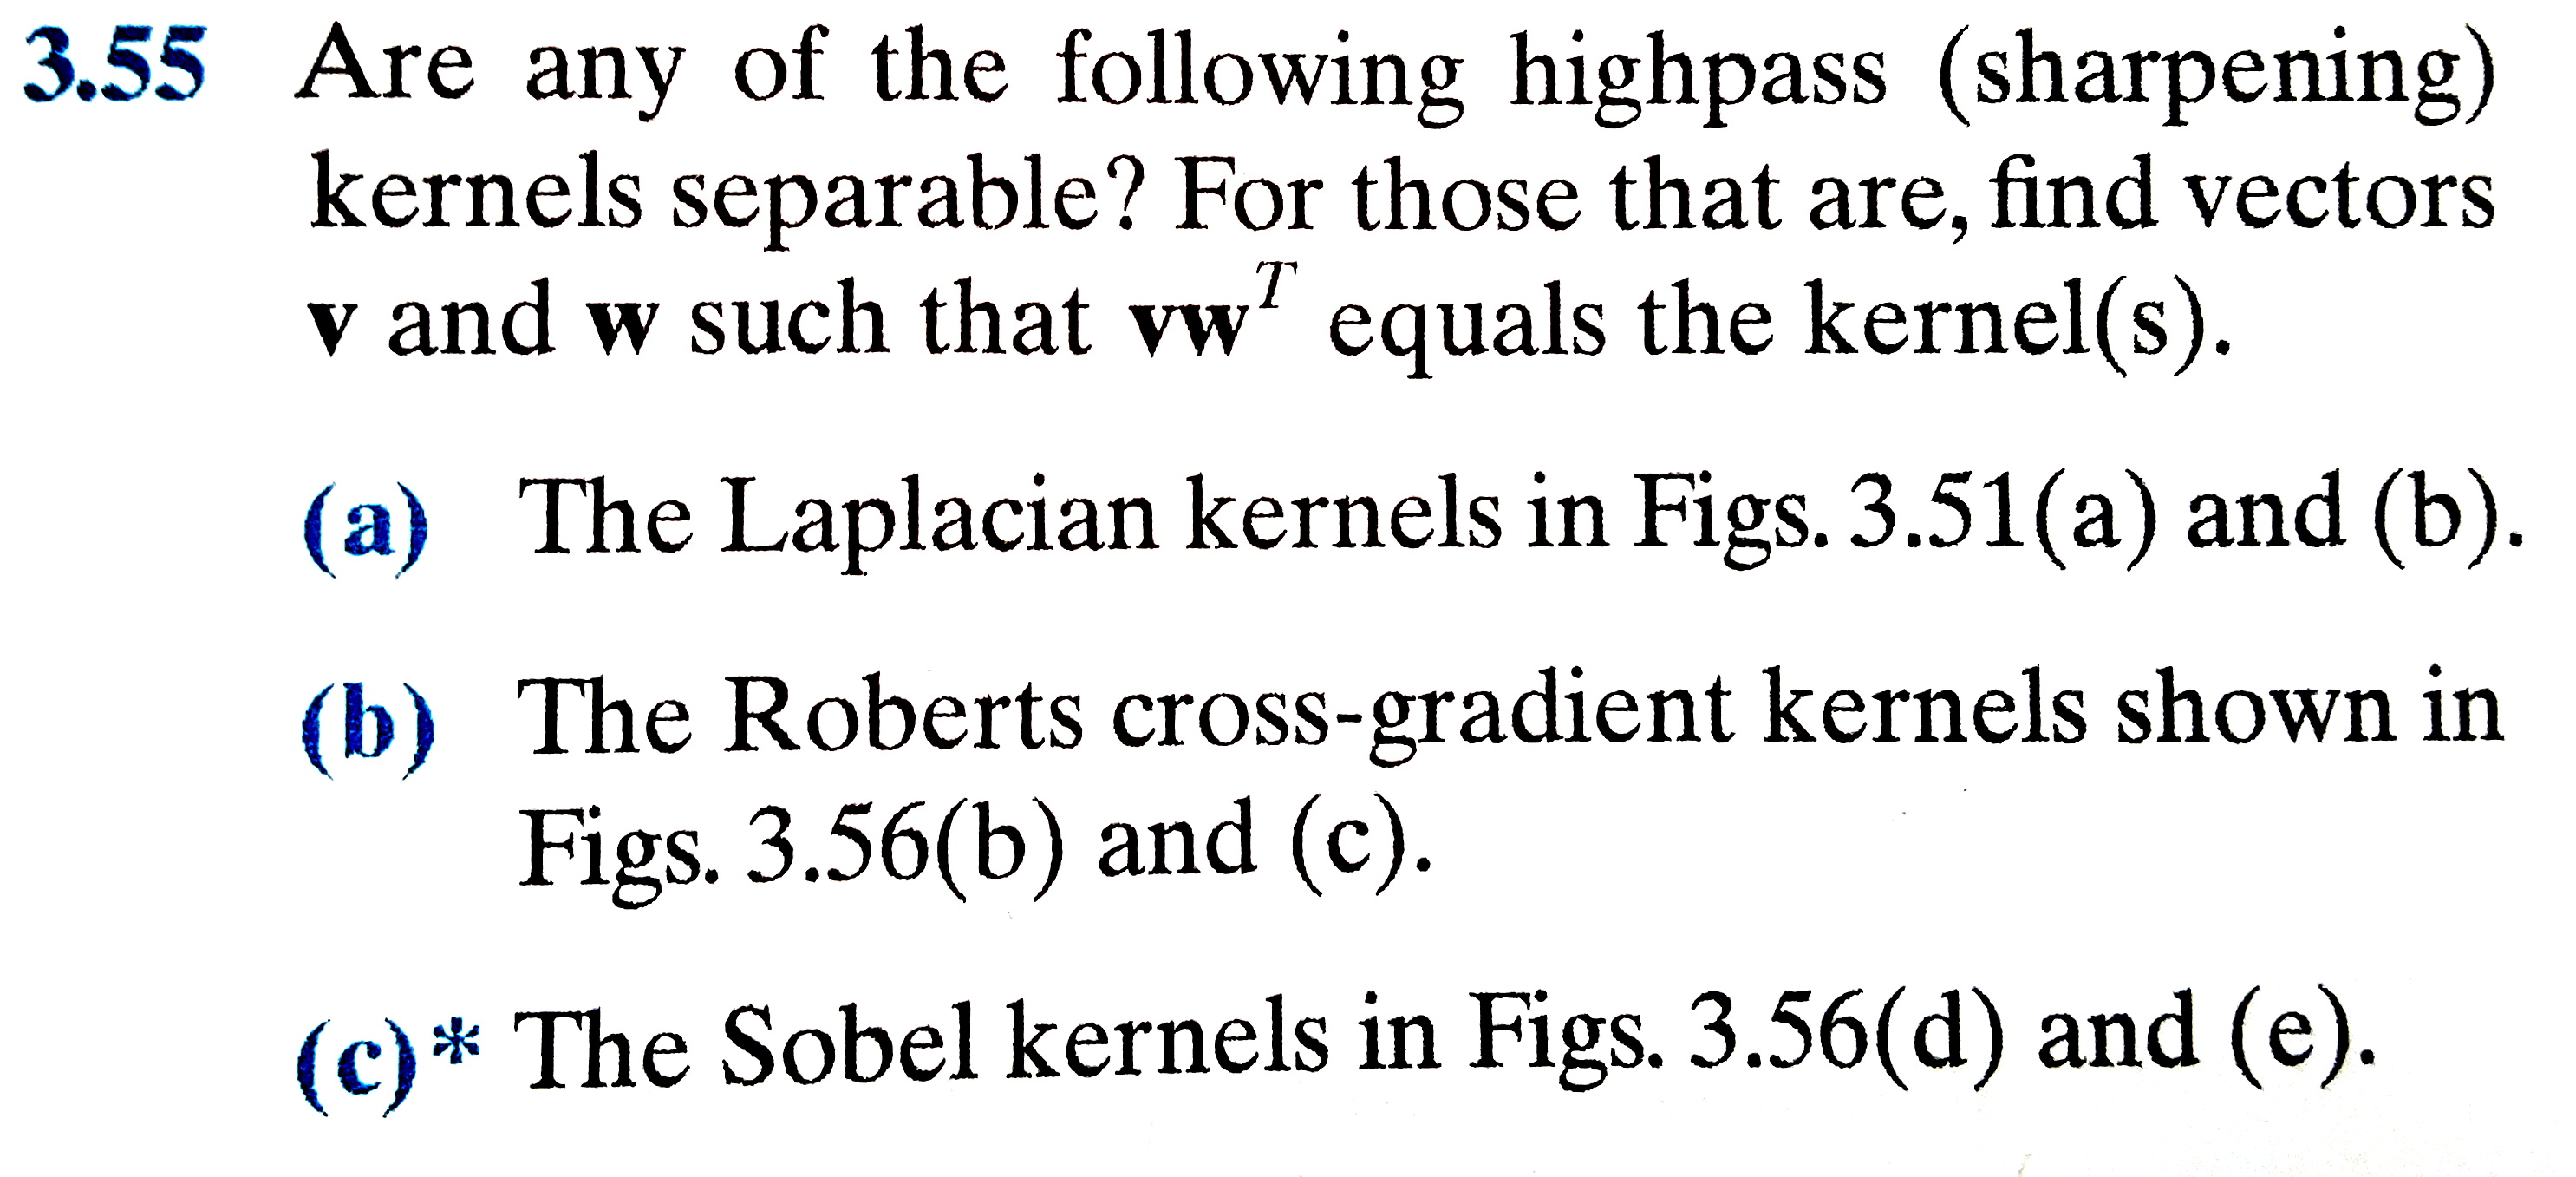 3.55 Are any of the following highpass (sharpening)
kernels separable? For those that are, find vectors
v and w such that vwᵀ equals the kernel(s).
(a) The Laplacian kernels in Figs. 3.51(a) and (b).
(b) The Roberts cross-gradient kernels shown in
Figs. 3.56(b) and (c).
(c)* The Sobel kernels in Figs. 3.56(d) and (e).